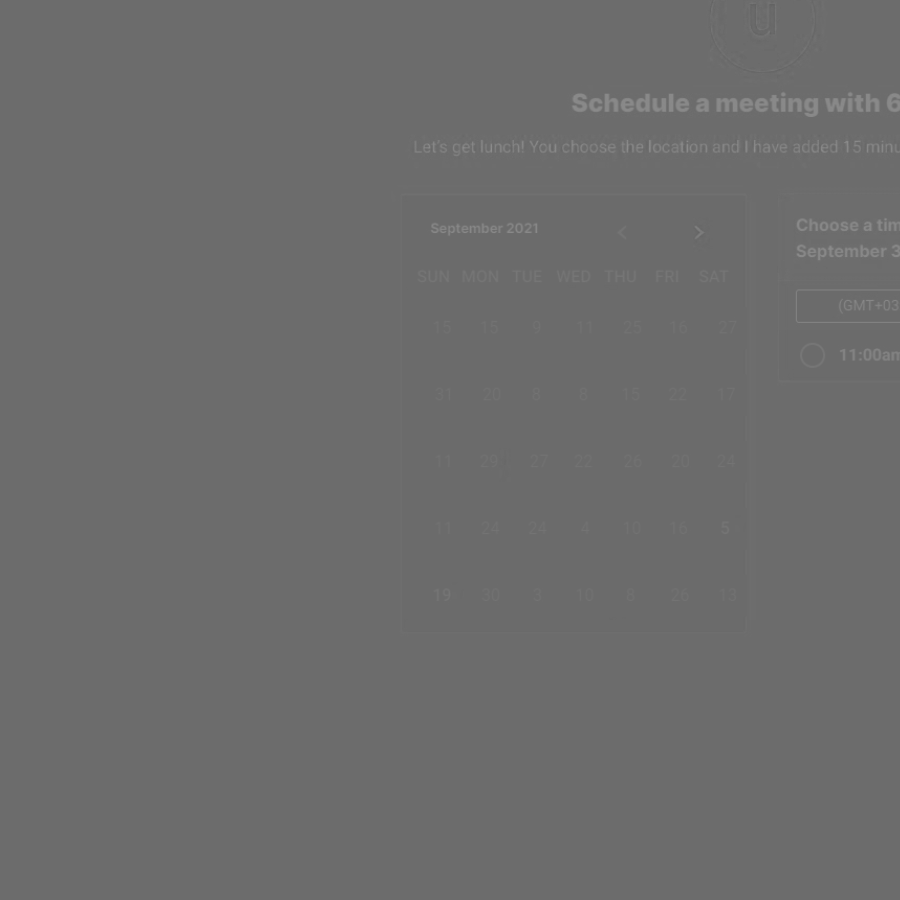 u
Schedule a meeting with 6
Let's get lunch! You choose the location and I have added 15 minu
September 2021
SUN MON TUE WED THU FRI SAT
15 15 9 11 25 16 27
31 20 8 8 15 22 17
11 29 27 22 26 20 24
11 24 24 4 10 16 5
19 30 3 10 8 26 13
Choose a tim
September 3
(GMT+03
11:00am